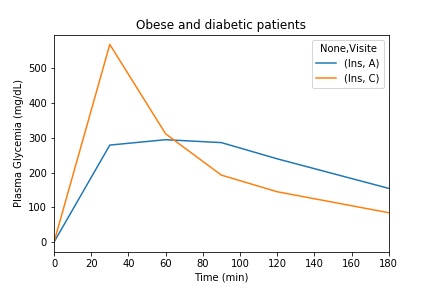 Obese and diabetic patients
None,Visite
(Ins, A)
(Ins, C)
Plasma Glycemia (mg/dL)
500
400
300
200
100
0
0 20 40 60 80 100 120 140 160 180
Time (min)